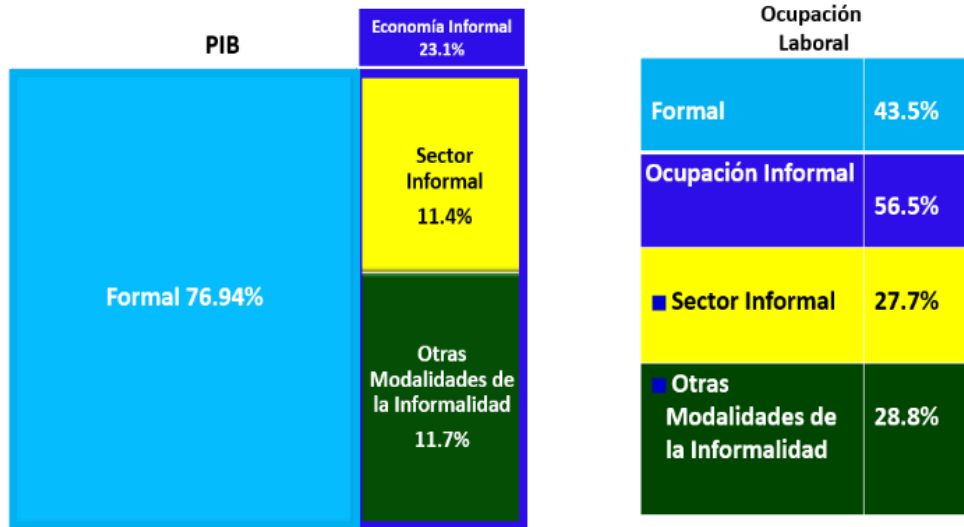 PIB
Economía Informal
23.1%
Formal 76.94%
Sector
Informal
11.4%
Otras
Modalidades de
la Informalidad
11.7%
Ocupación
Laboral
Formal 43.5%
Ocupación Informal
56.5%
Sector Informal 27.7%
Otras
Modalidades de 28.8%
la Informalidad